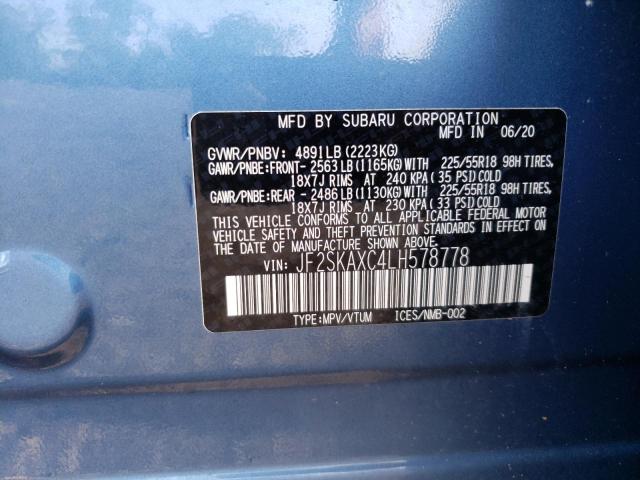 MFD BY SUBARU CORPORATION
MFD IN 06/20
GVWR/PNBV: 4891LB (2223KG)
GAWR/PNBE:FRONT- 2563LB (1165KG)WITH 225/55R18 98H TIRES,
18X7J RIMS AT 240 KPA (35 PSI)COLD
GAWR/PNBE:REAR - 2486LB (1130KG)WITH 225/55R18 98H TIRES,
18X7J RIMS AT 230 KPA (33 PSI)COLD
THIS VEHICLE CONFORMS TO ALL APPLICABLE FEDERAL MOTOR
VEHICLE SAFETY AND THEFT PREVENTION STANDARDS IN EFFECT ON
THE DATE OF MANUFACTURE SHOWN ABOVE.
VIN: JF2SKAXC4LH578778
TYPE:MPV/VTUM ICES/NMB-002